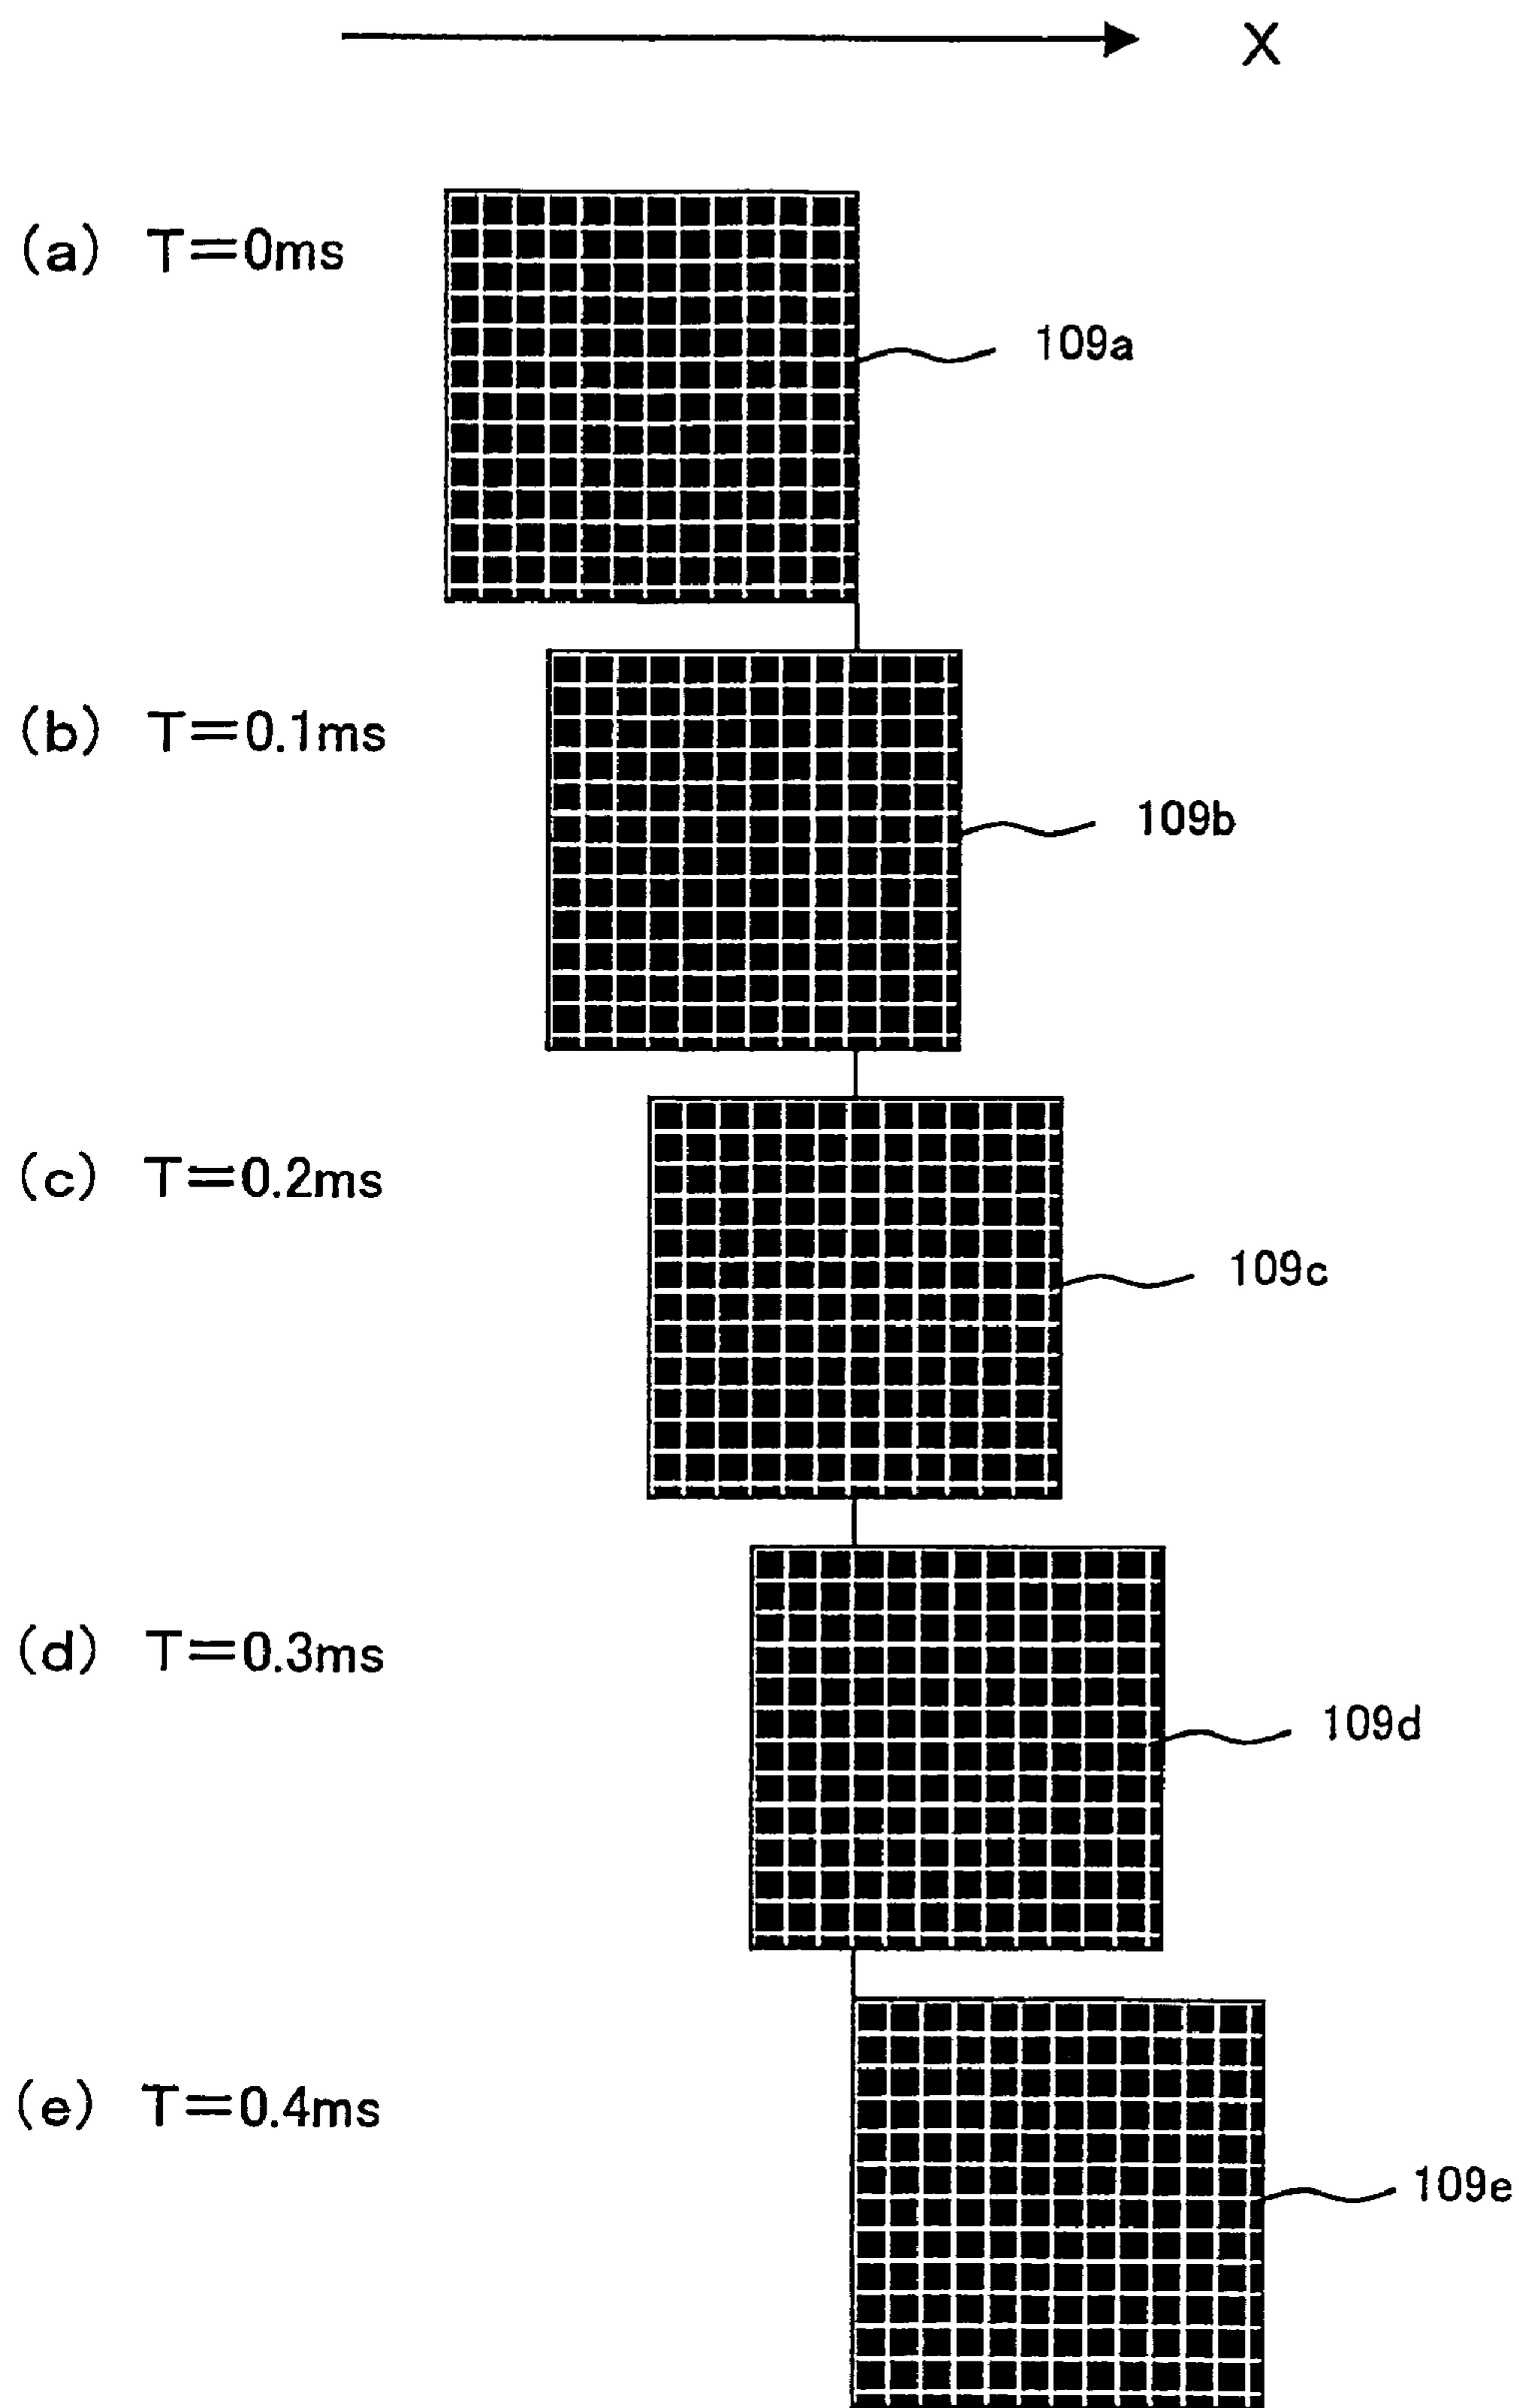 X
(a) T=0ms
109a
(b) T=0.1ms
109b
(c) T=0.2ms
109c
(d) T=0.3ms
109d
(e) T=0.4ms
109e